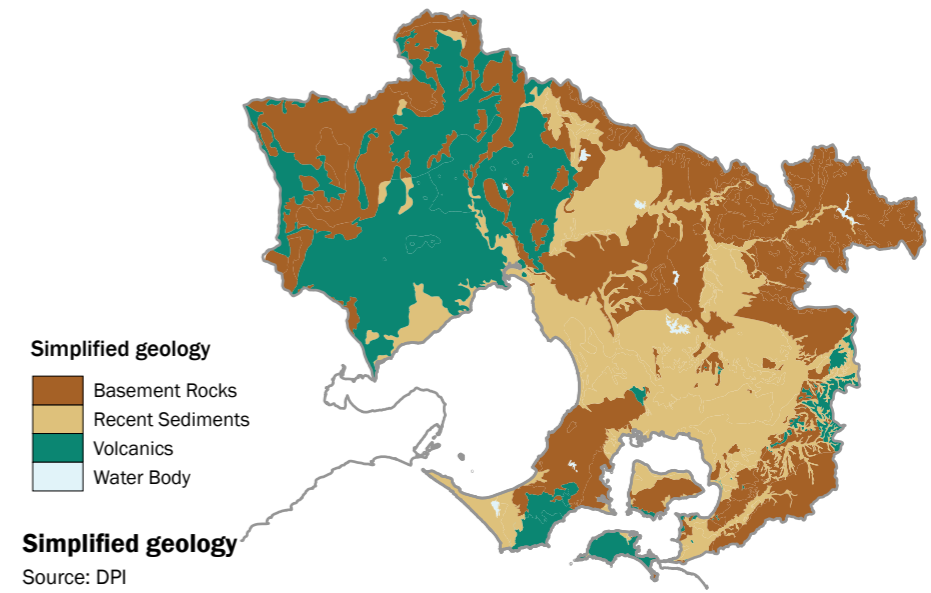 Simplified geology
Basement Rocks
Recent Sediments
Volcanics
Water Body
Simplified geology
Source: DPI